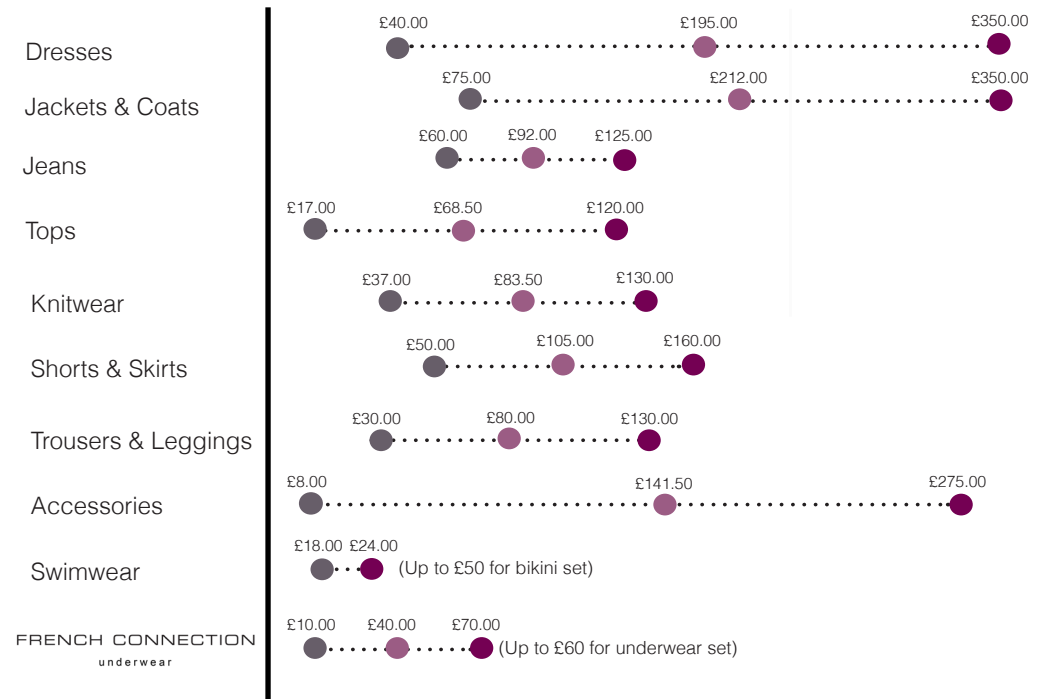 £40.00 £195.00 £350.00
Dresses
£75.00 £212.00 £350.00
Jackets & Coats
£60.00 £92.00 £125.00
Jeans
£17.00 £68.50 £120.00
Tops
£37.00 £83.50 £130.00
Knitwear
£50.00 £105.00 £160.00
Shorts & Skirts
£30.00 £80.00 £130.00
Trousers & Leggings
£8.00 £141.50 £275.00
Accessories
£18.00 £24.00
Swimwear (Up to £50 for bikini set)
£10.00 £40.00 £70.00
FRENCH CONNECTION (Up to £60 for underwear set)
underwear